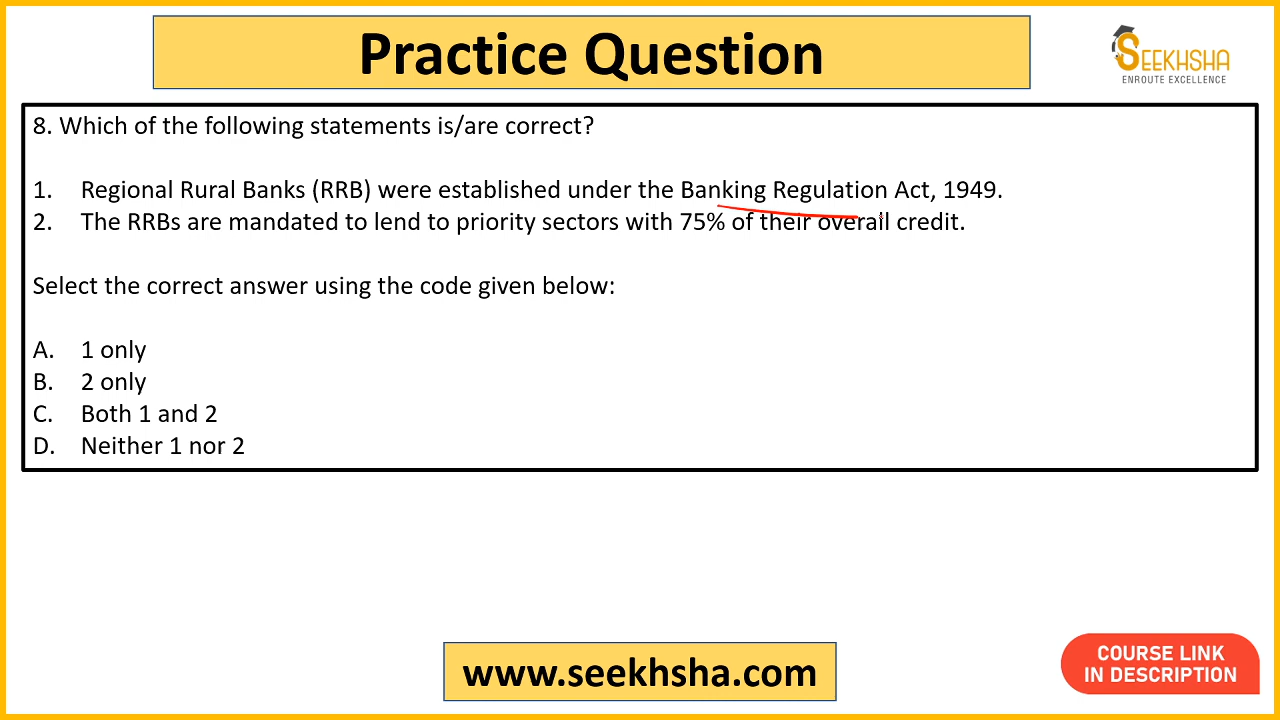 Practice Question
SEEKHSHA
ENROUTE EXCELLENCE
8. Which of the following statements is/are correct?
1. Regional Rural Banks (RRB) were established under the Banking Regulation Act, 1949.
2. The RRBs are mandated to lend to priority sectors with 75% of their overall credit.
Select the correct answer using the code given below:
A. 1 only
B. 2 only
C. Both 1 and 2
D. Neither 1 nor 2
www.seekhsha.com
COURSE LINK
IN DESCRIPTION